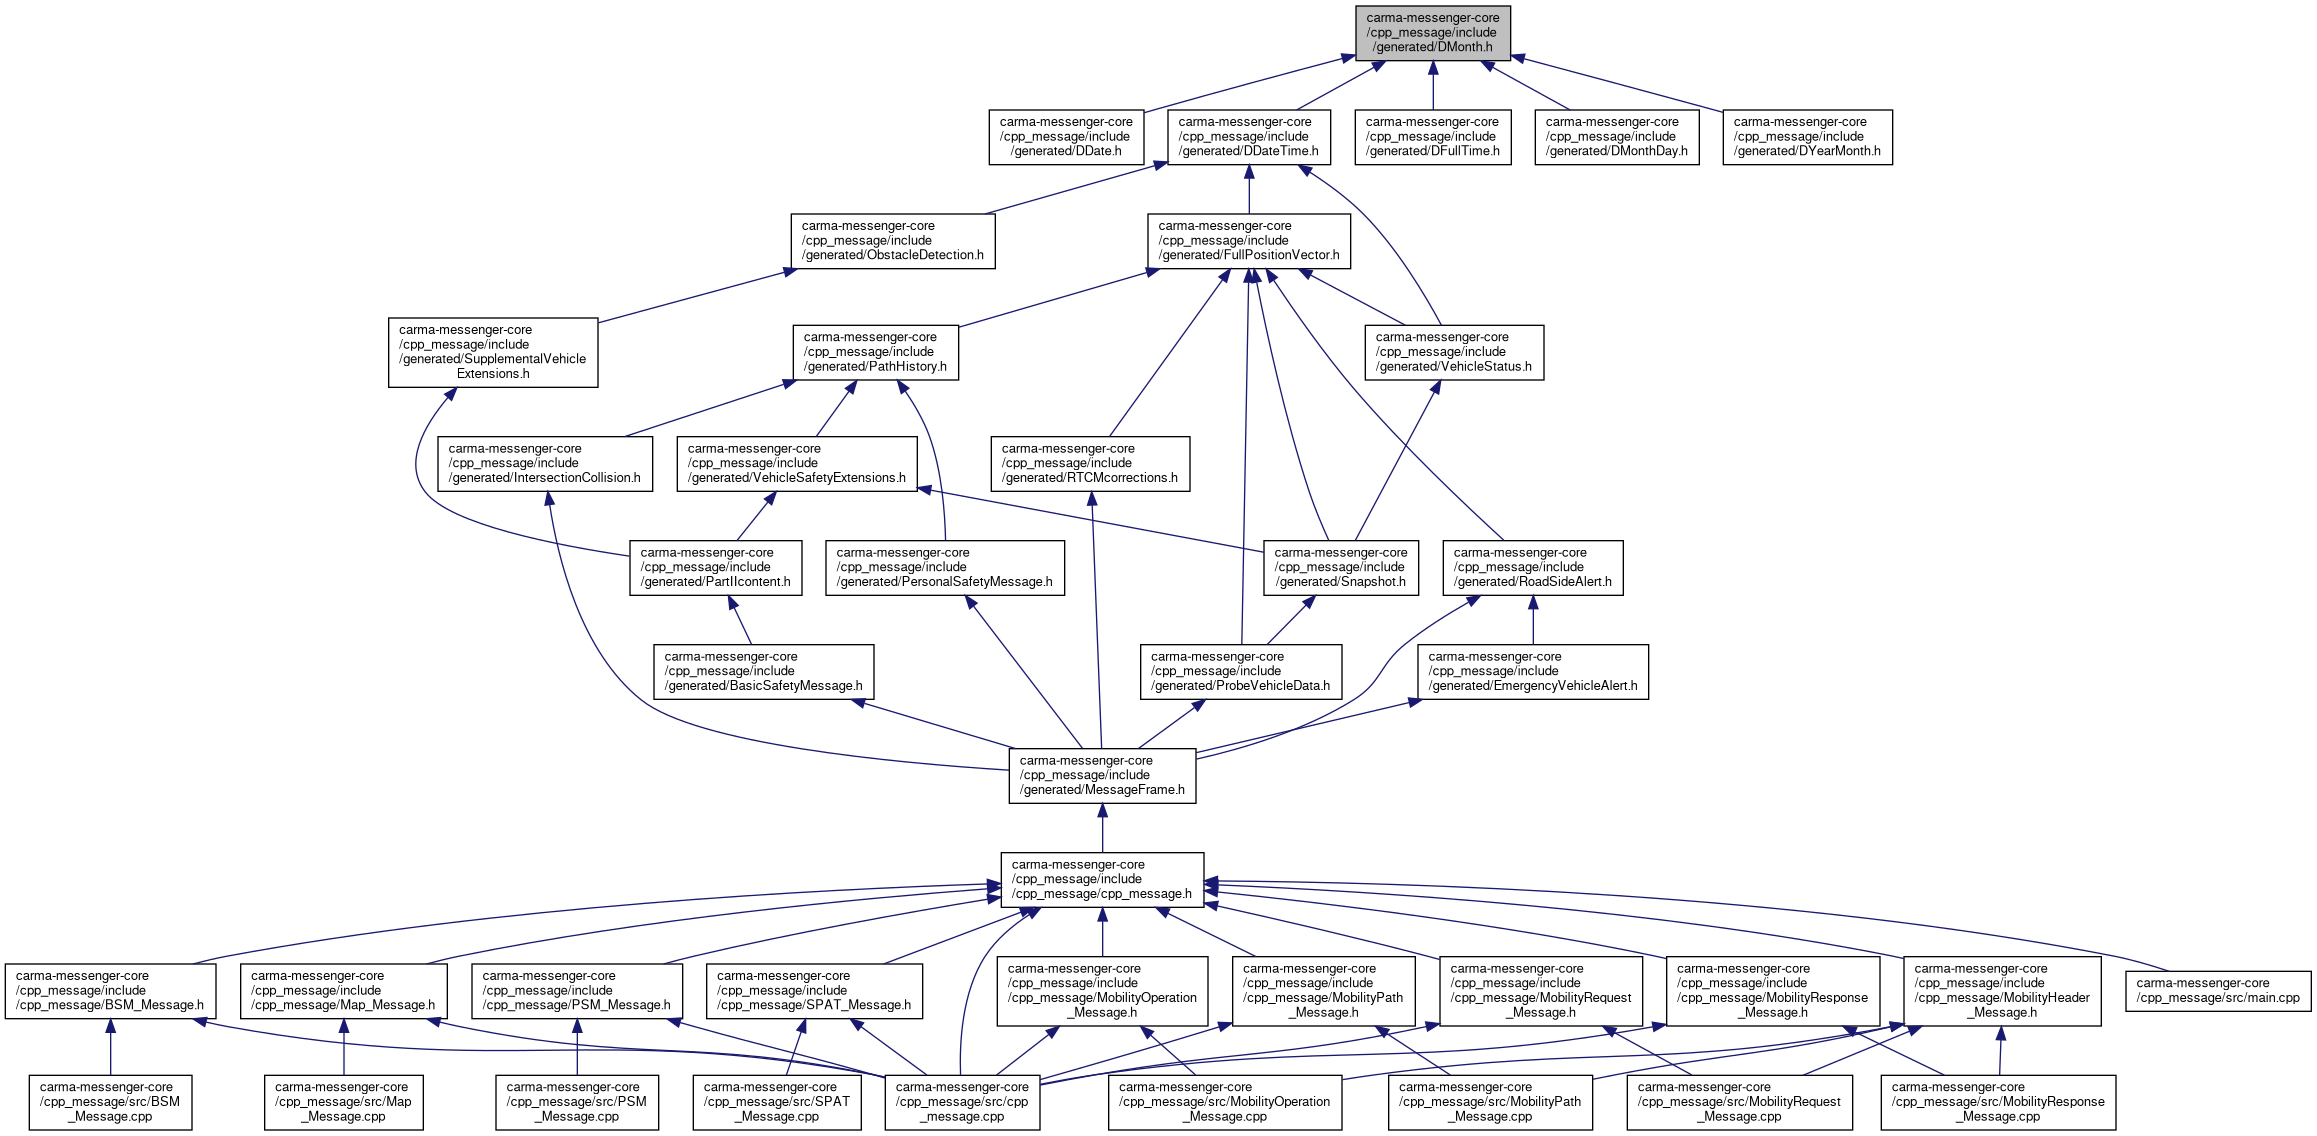 carma-messenger-core
/cpp_message/include
/generated/DMonth.h
carma-messenger-core
/cpp_message/include
/generated/DDate.h
carma-messenger-core
/cpp_message/include
/generated/DDateTime.h
carma-messenger-core
/cpp_message/include
/generated/DFullTime.h
carma-messenger-core
/cpp_message/include
/generated/DMonthDay.h
carma-messenger-core
/cpp_message/include
/generated/DYearMonth.h
carma-messenger-core
/cpp_message/include
/generated/ObstacleDetection.h
carma-messenger-core
/cpp_message/include
/generated/FullPositionVector.h
carma-messenger-core
/cpp_message/include
/generated/SupplementalVehicle
Extensions.h
carma-messenger-core
/cpp_message/include
/generated/PathHistory.h
carma-messenger-core
/cpp_message/include
/generated/VehicleStatus.h
carma-messenger-core
/cpp_message/include
/generated/IntersectionCollision.h
carma-messenger-core
/cpp_message/include
/generated/VehicleSafetyExtensions.h
carma-messenger-core
/cpp_message/include
/generated/RTCMcorrections.h
carma-messenger-core
/cpp_message/include
/generated/PartIIcontent.h
carma-messenger-core
/cpp_message/include
/generated/PersonalSafetyMessage.h
carma-messenger-core
/cpp_message/include
/generated/Snapshot.h
carma-messenger-core
/cpp_message/include
/generated/RoadSideAlert.h
carma-messenger-core
/cpp_message/include
/generated/BasicSafetyMessage.h
carma-messenger-core
/cpp_message/include
/generated/ProbeVehicleData.h
carma-messenger-core
/cpp_message/include
/generated/EmergencyVehicleAlert.h
carma-messenger-core
/cpp_message/include
/generated/MessageFrame.h
carma-messenger-core
/cpp_message/include
/cpp_message/cpp_message.h
carma-messenger-core
/cpp_message/include
/cpp_message/BSM_Message.h
carma-messenger-core
/cpp_message/include
/cpp_message/Map_Message.h
carma-messenger-core
/cpp_message/include
/cpp_message/PSM_Message.h
carma-messenger-core
/cpp_message/include
/cpp_message/SPAT_Message.h
carma-messenger-core
/cpp_message/include
/cpp_message/MobilityOperation
_Message.h
carma-messenger-core
/cpp_message/include
/cpp_message/MobilityPath
_Message.h
carma-messenger-core
/cpp_message/include
/cpp_message/MobilityRequest
_Message.h
carma-messenger-core
/cpp_message/include
/cpp_message/MobilityResponse
_Message.h
carma-messenger-core
/cpp_message/include
/cpp_message/MobilityHeader
_Message.h
carma-messenger-core
/cpp_message/src/main.cpp
carma-messenger-core
/cpp_message/src/BSM
_Message.cpp
carma-messenger-core
/cpp_message/src/Map
_Message.cpp
carma-messenger-core
/cpp_message/src/PSM
_Message.cpp
carma-messenger-core
/cpp_message/src/SPAT
_Message.cpp
carma-messenger-core
/cpp_message/src/cpp
_message.cpp
carma-messenger-core
/cpp_message/src/MobilityOperation
_Message.cpp
carma-messenger-core
/cpp_message/src/MobilityPath
_Message.cpp
carma-messenger-core
/cpp_message/src/MobilityRequest
_Message.cpp
carma-messenger-core
/cpp_message/src/MobilityResponse
_Message.cpp